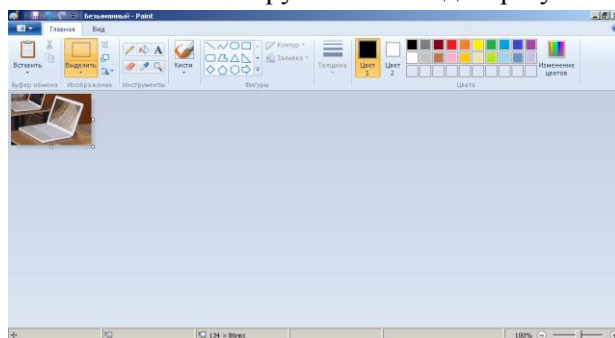 Безымянный - Paint
Главная Вид
Вставить
Выделить
Кисти
Контур
Заливка
Толщина
Цвет 1
Цвет 2
Изменение цветов
Буфер обмена Изображение Инструменты Фигуры Цвета
134 × 86пкс
100%